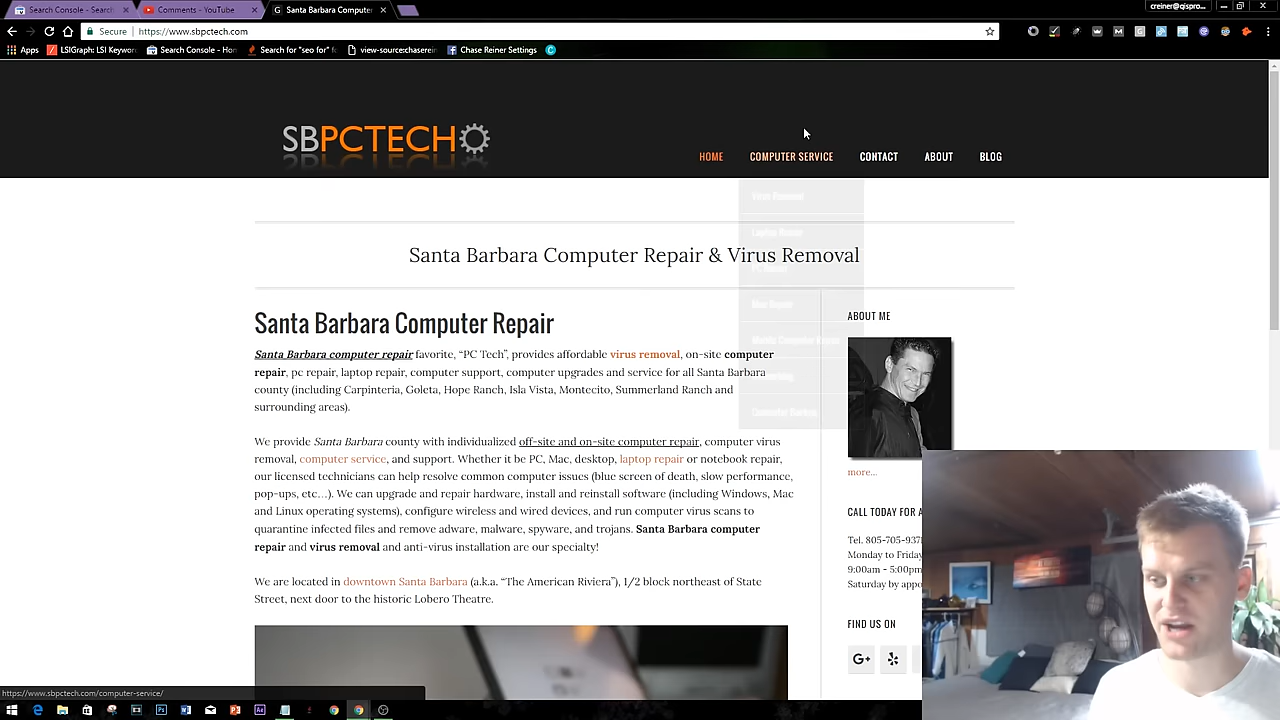 Search Console - Search
Comments - YouTube
Santa Barbara Computer
creiner@qispro...
Secure
https://www.sbpctech.com
Apps
LSIGraph: LSI Keyword
Search Console - Hom
Search for "seo for" f
view-source:chaserein
Chase Reiner Settings
SBPCTECH
HOME
COMPUTER SERVICE
CONTACT
ABOUT
BLOG
Virus Removal
Laptop Repair
Santa Barbara Computer Repair & Virus Removal
PC Repair
Mac Repair
Santa Barbara Computer Repair
ABOUT ME
Santa Barbara computer repair favorite, “PC Tech”, provides affordable virus removal, on-site computer
repair, pc repair, laptop repair, computer support, computer upgrades and service for all Santa Barbara
county (including Carpinteria, Goleta, Hope Ranch, Isla Vista, Montecito, Summerland Ranch and
surrounding areas).
We provide Santa Barbara county with individualized off-site and on-site computer repair, computer virus
removal, computer service, and support. Whether it be PC, Mac, desktop, laptop repair or notebook repair,
our licensed technicians can help resolve common computer issues (blue screen of death, slow performance,
pop-ups, etc…). We can upgrade and repair hardware, install and reinstall software (including Windows, Mac
and Linux operating systems), configure wireless and wired devices, and run computer virus scans to
quarantine infected files and remove adware, malware, spyware, and trojans. Santa Barbara computer
repair and virus removal and anti-virus installation are our specialty!
We are located in downtown Santa Barbara (a.k.a. “The American Riviera”), 1/2 block northeast of State
Street, next door to the historic Lobero Theatre.
more...
CALL TODAY FOR A
Tel. 805-705-937
Monday to Friday
9:00am - 5:00pm
Saturday by appo
FIND US ON
G+
https://www.sbpctech.com/computer-service/